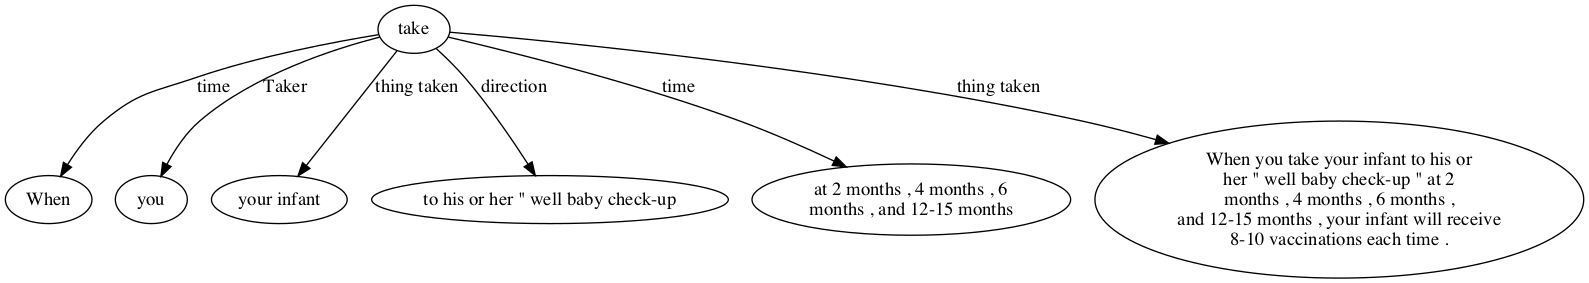 take
time
Taker
thing taken
direction
time
thing taken
When
you
your infant
to his or her " well baby check-up
at 2 months , 4 months , 6
months , and 12-15 months
When you take your infant to his or
her " well baby check-up " at 2
months , 4 months , 6 months ,
and 12-15 months , your infant will receive
8-10 vaccinations each time .